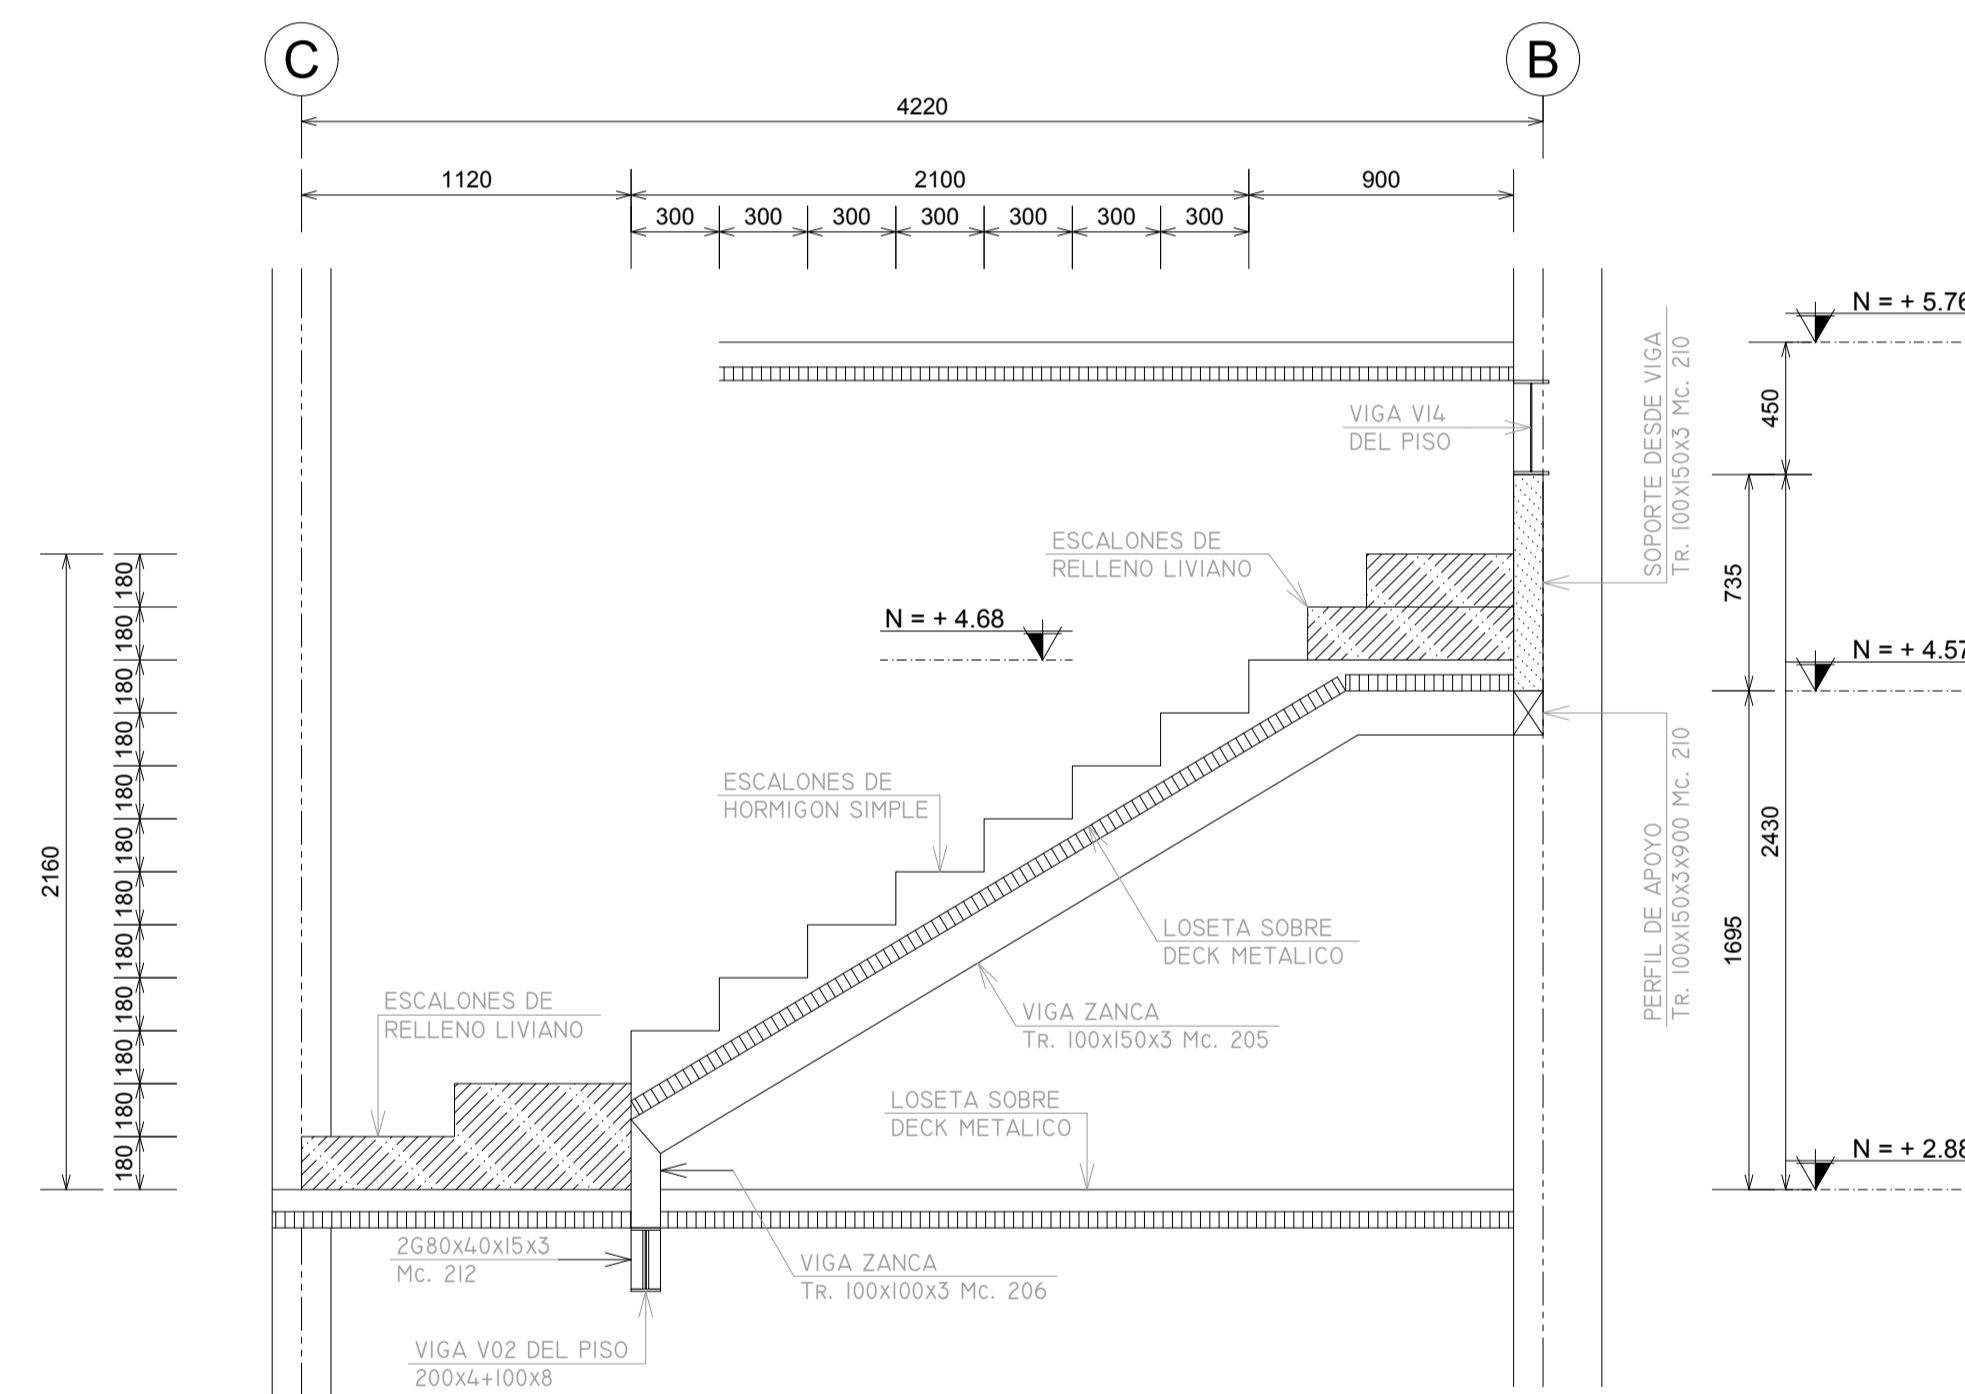 C
B
4220
1120
2100
900
300
300
300
300
300
300
300
N = + 5.76
VIGA V14
DEL PISO
SOPORTE DESDE VIGA
TR. 100x150x3 Mc. 210
450
ESCALONES DE
RELLENO LIVIANO
735
N = + 4.68
N = + 4.57
180
180
180
180
180
180
180
180
180
180
180
180
2160
ESCALONES DE
HORMIGON SIMPLE
PERFIL DE APOYO
TR. 100x150x3x900 Mc. 210
2430
1695
LOSETA SOBRE
DECK METALICO
ESCALONES DE
RELLENO LIVIANO
VIGA ZANCA
TR. 100x150x3 Mc. 205
LOSETA SOBRE
DECK METALICO
N = + 2.88
2G80x40x15x3
Mc. 212
VIGA ZANCA
TR. 100x100x3 Mc. 206
VIGA V02 DEL PISO
200x4+100x8